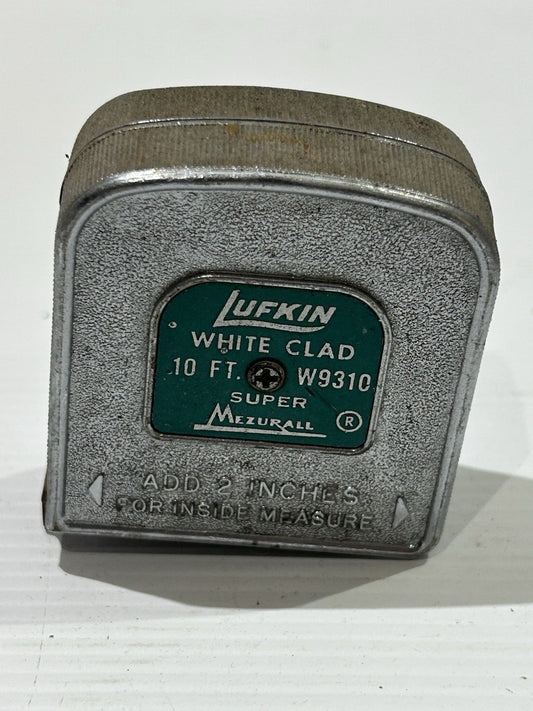 LUFKIN
WHITE CLAD
10 FT. W9310
SUPER
MEZURALL ®
ADD 2 INCHES
FOR INSIDE MEASURE